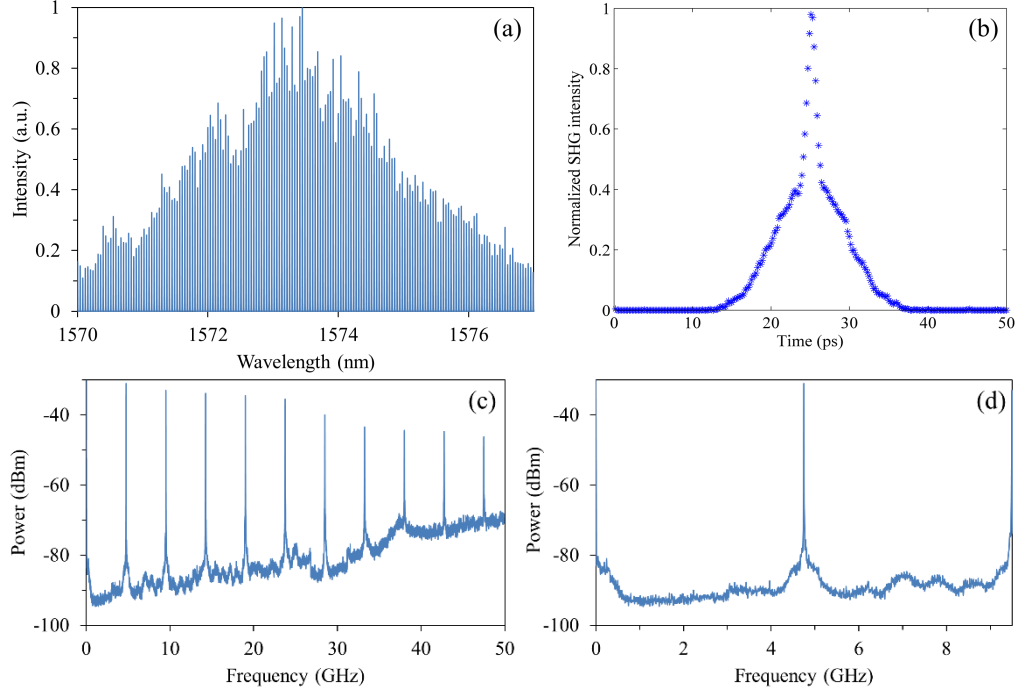 (a)
Intensity (a.u.)
1
0.8
0.6
0.4
0.2
0
1570 1572 1574 1576
Wavelength (nm)
(b)
Normalized SHG intensity
1
0.8
0.6
0.4
0.2
0
0 10 20 30 40 50
Time (ps)
(c)
Power (dBm)
-40
-60
-80
-100
0 10 20 30 40 50
Frequency (GHz)
(d)
Power (dBm)
-40
-60
-80
-100
0 2 4 6 8
Frequency (GHz)